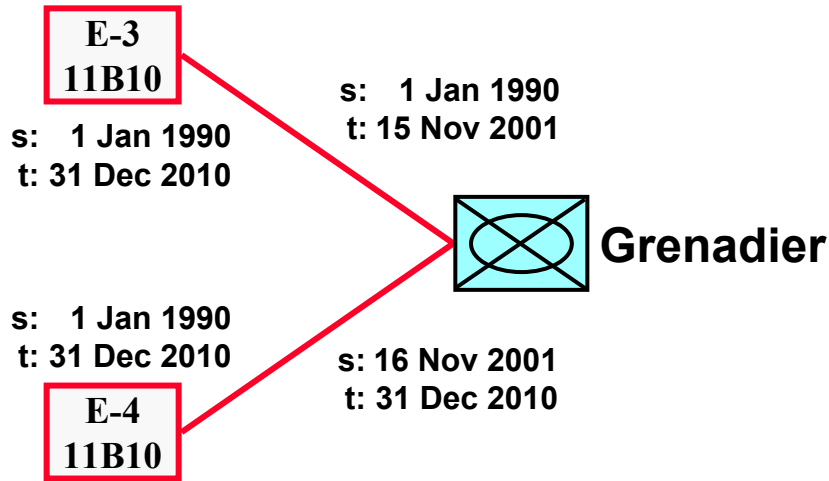 E-3
11B10
s: 1 Jan 1990
t: 31 Dec 2010
s: 1 Jan 1990
t: 15 Nov 2001
Grenadier
s: 1 Jan 1990
t: 31 Dec 2010
s: 16 Nov 2001
t: 31 Dec 2010
E-4
11B10